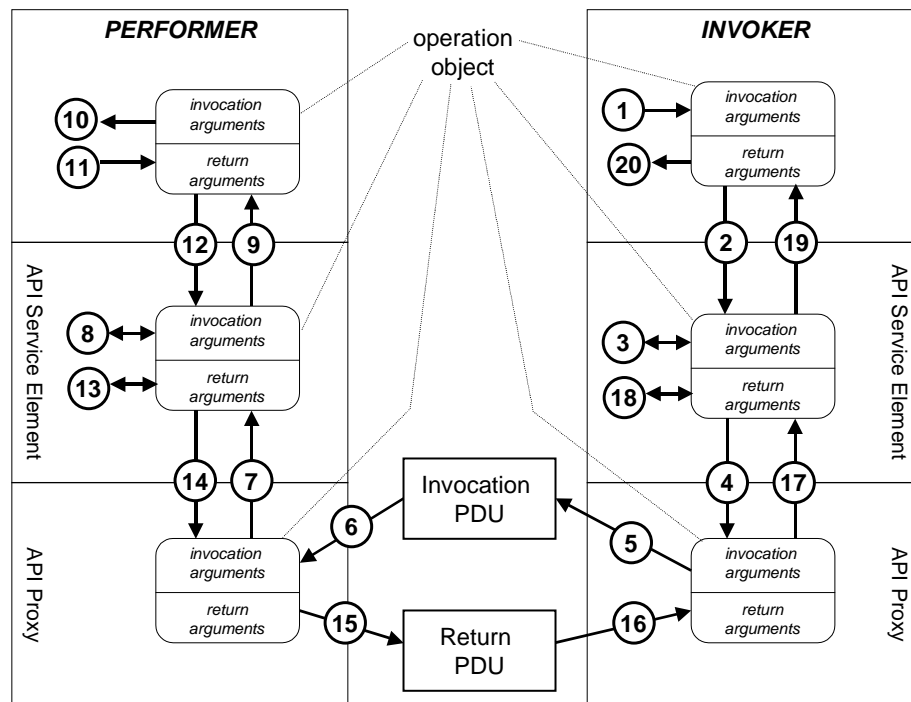 PERFORMER
operation
object
INVOKER
10
invocation
arguments
11
return
arguments
1
invocation
arguments
20
return
arguments
12
9
2
19
API Service Element
8
invocation
arguments
13
return
arguments
3
invocation
arguments
18
return
arguments
API Service Element
14
7
4
17
Invocation
PDU
6
5
API Proxy
invocation
arguments
return
arguments
15
Return
PDU
16
invocation
arguments
return
arguments
API Proxy